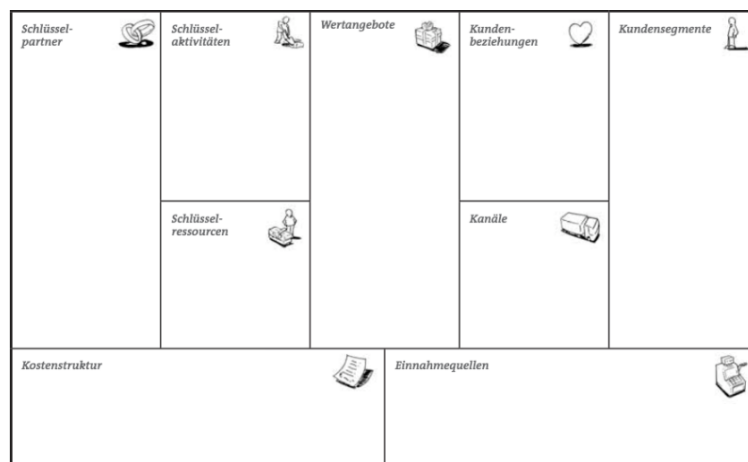 Schlüssel-
partner
Schlüssel-
aktivitäten
Wertangebote
Kunden-
beziehungen
Kundensegmente
Schlüssel-
ressourcen
Kanäle
Kostenstruktur
Einnahmequellen